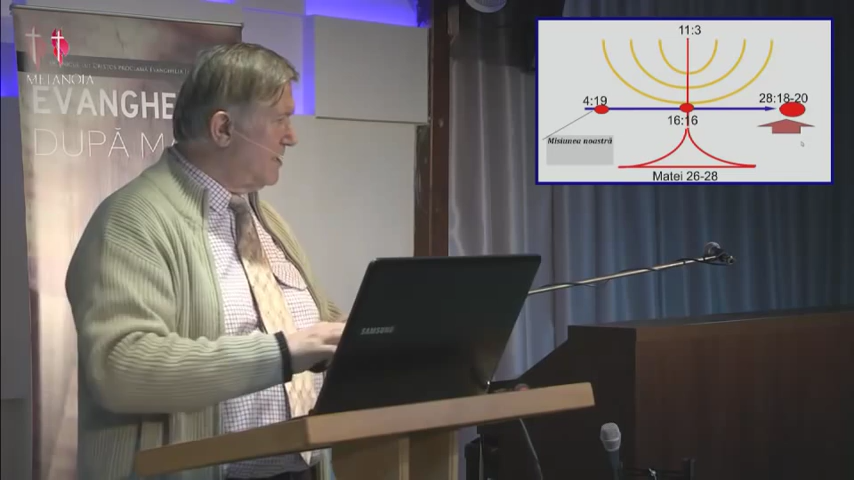 METANOIA
EVANGHE
DUPĂ M
11:3
4:19
28:18-20
16:16
Misiunea noastră
Matei 26-28
SAMSUNG